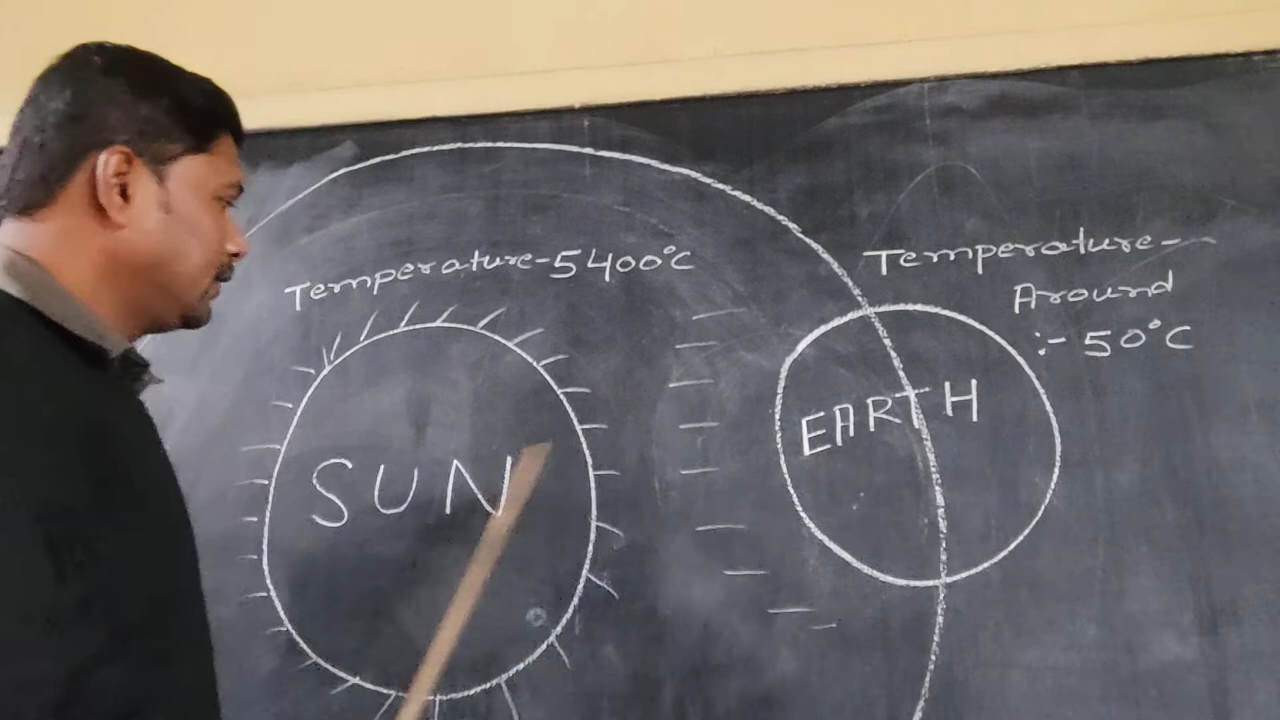 Temperature-5400°C
SUN
Temperature-
Around
:- 50°C
EARTH